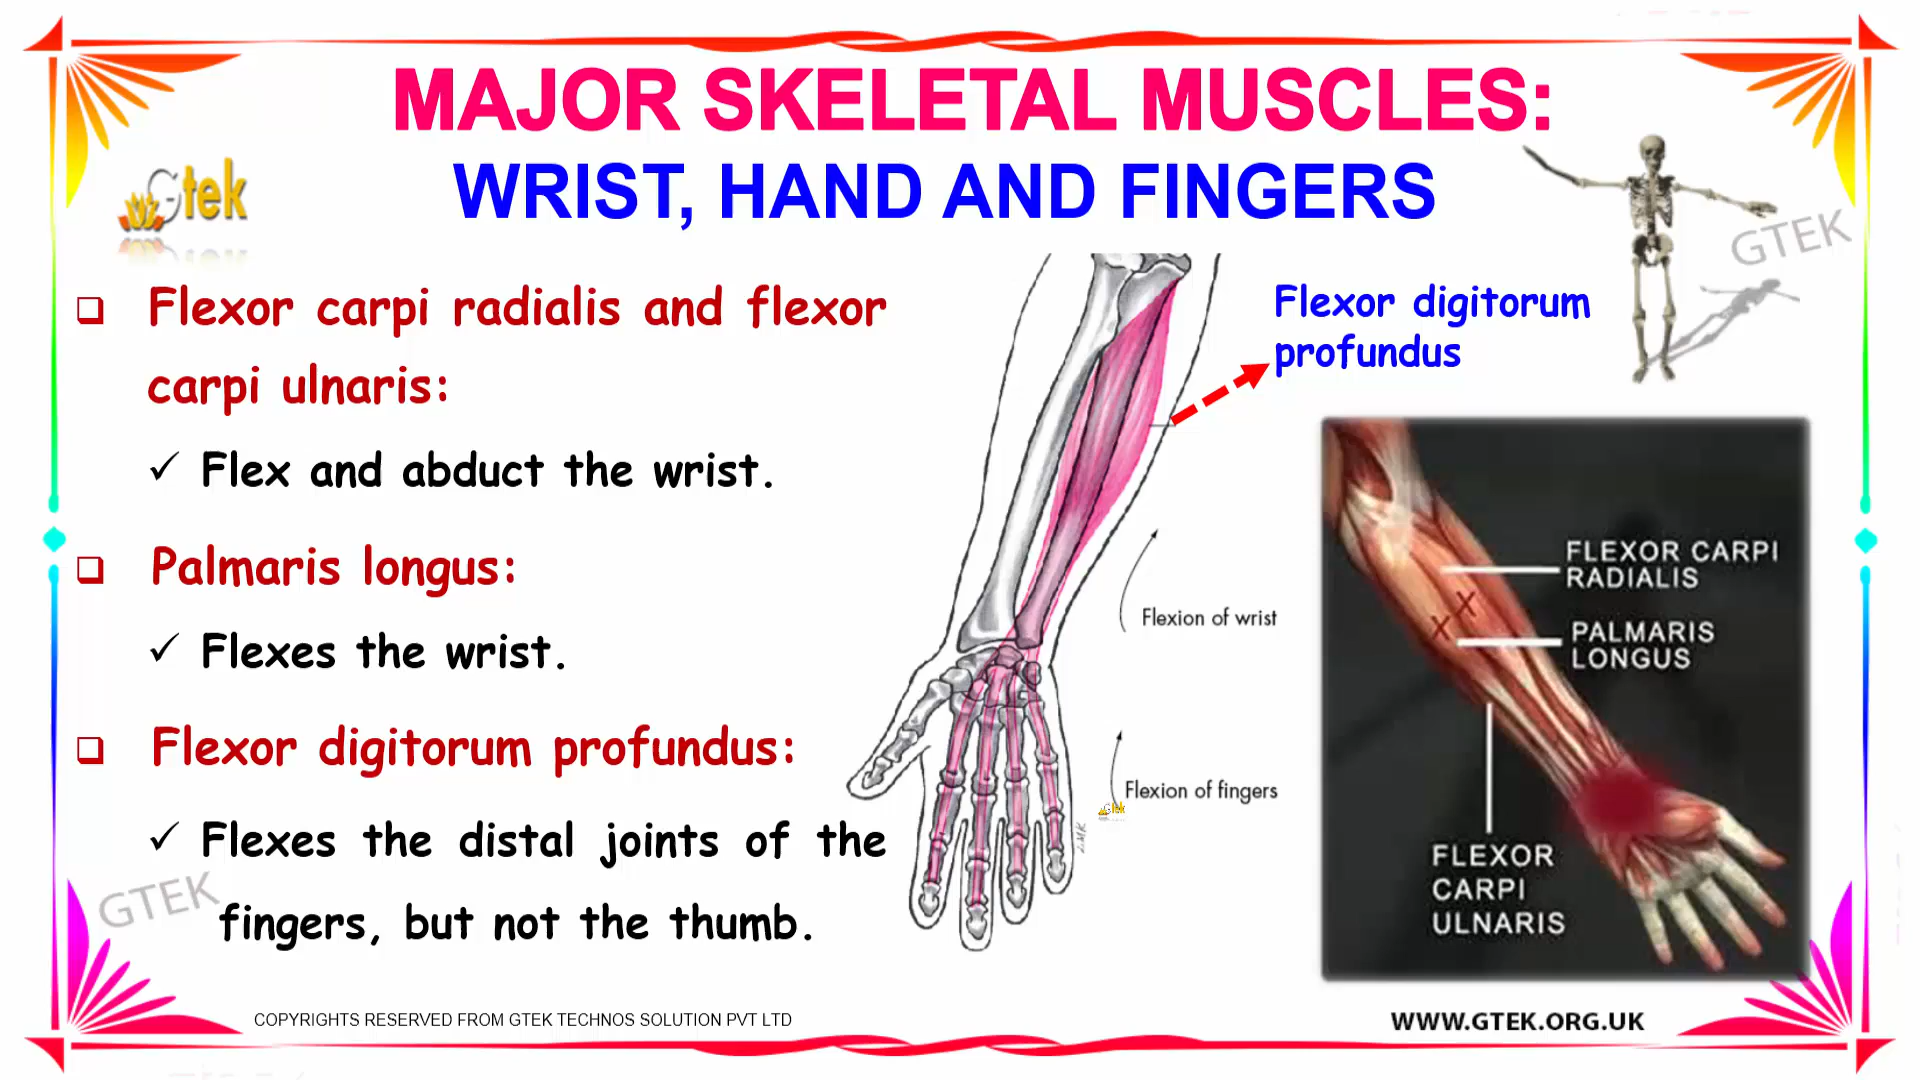 MAJOR SKELETAL MUSCLES:
WRIST, HAND AND FINGERS
Gtek
GTEK
Flexor carpi radialis and flexor
carpi ulnaris:
Flex and abduct the wrist.
Palmaris longus:
Flexes the wrist.
Flexor digitorum profundus:
Flexes the distal joints of the
fingers, but not the thumb.
GTEK
Flexor digitorum
profundus
Flexion of wrist
Flexion of fingers
Gtek
LMK
FLEXOR CARPI
RADIALIS
X
X
PALMARIS
LONGUS
FLEXOR
CARPI
ULNARIS
COPYRIGHTS RESERVED FROM GTEK TECHNOS SOLUTION PVT LTD
WWW.GTEK.ORG.UK